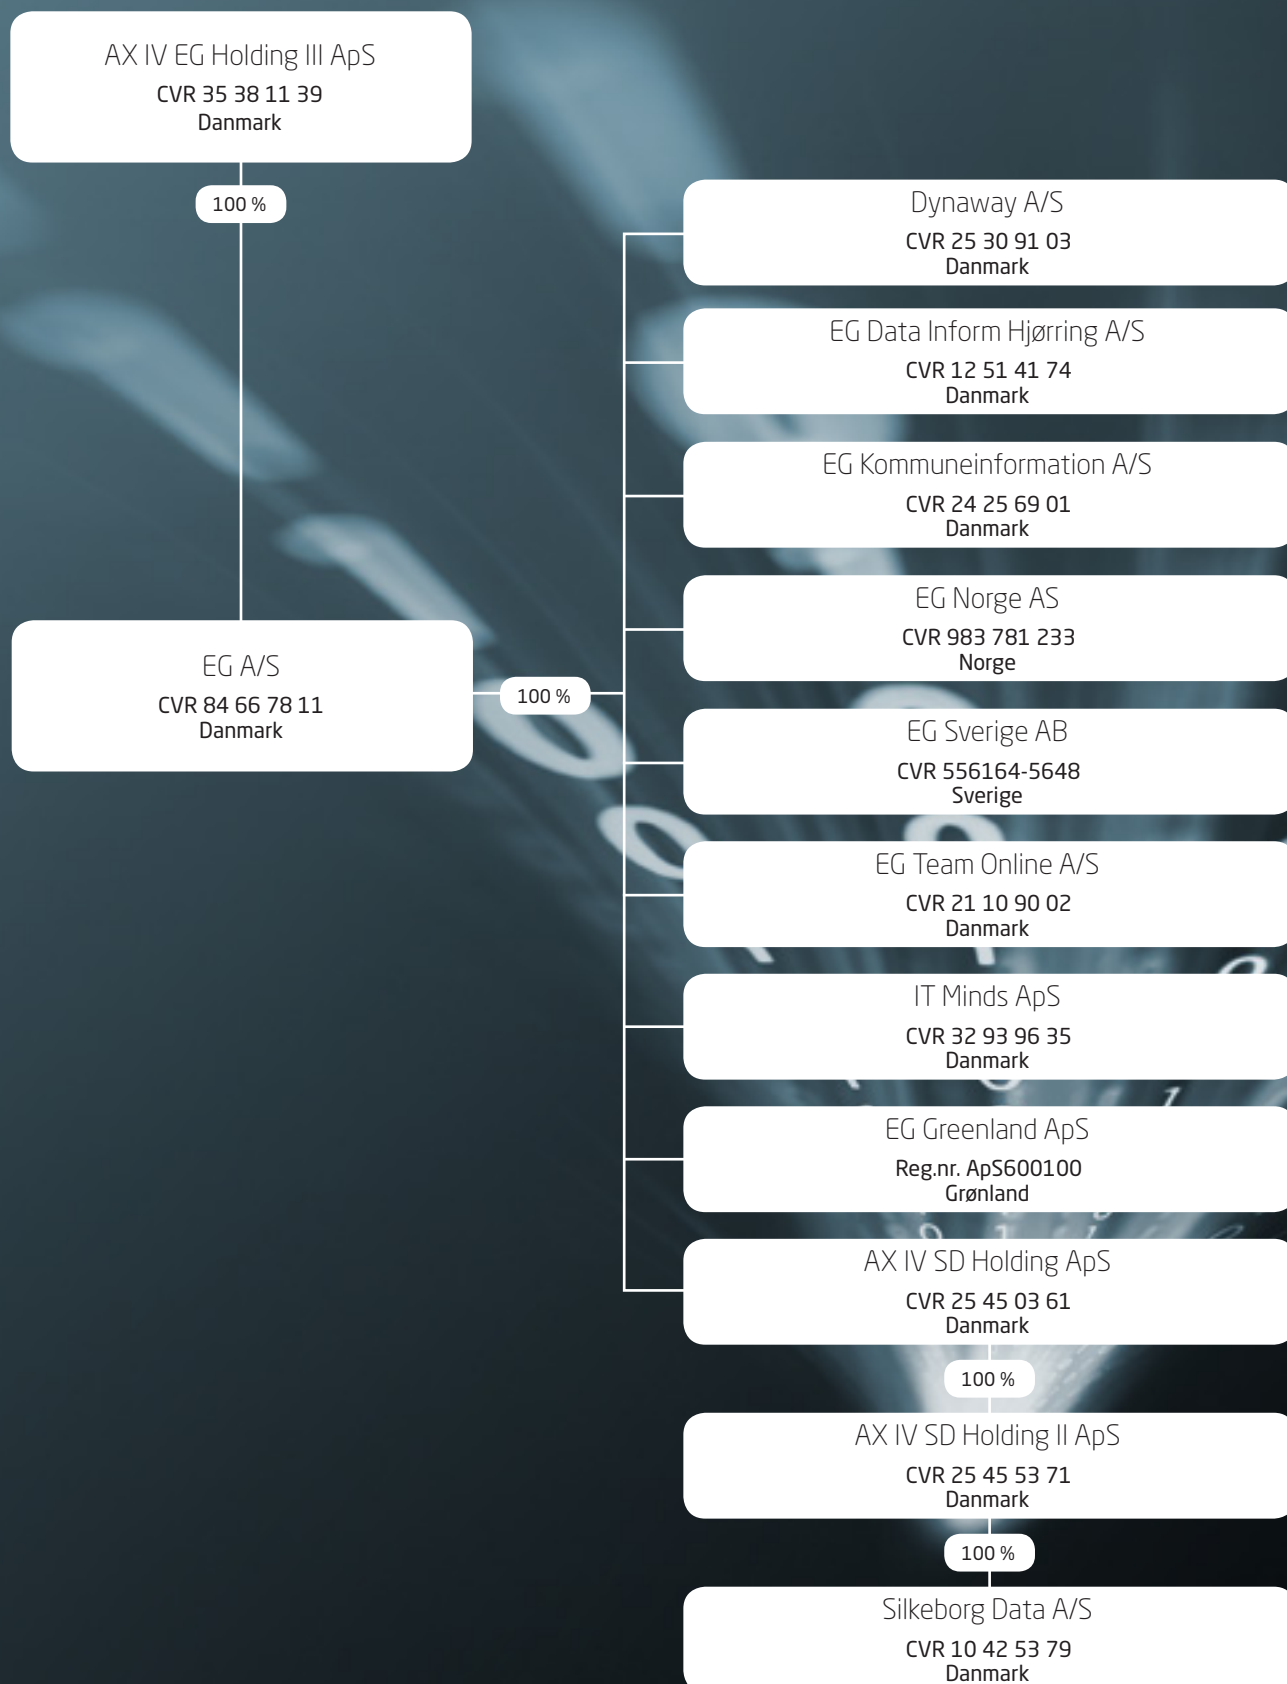 AX IV EG Holding III ApS
CVR 35 38 11 39
Danmark
100 %
EG A/S
CVR 84 66 78 11
Danmark
100 %
Dynaway A/S
CVR 25 30 91 03
Danmark
EG Data Inform Hjørring A/S
CVR 12 51 41 74
Danmark
EG Kommuneinformation A/S
CVR 24 25 69 01
Danmark
EG Norge AS
CVR 983 781 233
Norge
EG Sverige AB
CVR 556164-5648
Sverige
EG Team Online A/S
CVR 21 10 90 02
Danmark
IT Minds ApS
CVR 32 93 96 35
Danmark
EG Greenland ApS
Reg.nr. ApS600100
Grønland
AX IV SD Holding ApS
CVR 25 45 03 61
Danmark
100 %
AX IV SD Holding II ApS
CVR 25 45 53 71
Danmark
100 %
Silkeborg Data A/S
CVR 10 42 53 79
Danmark